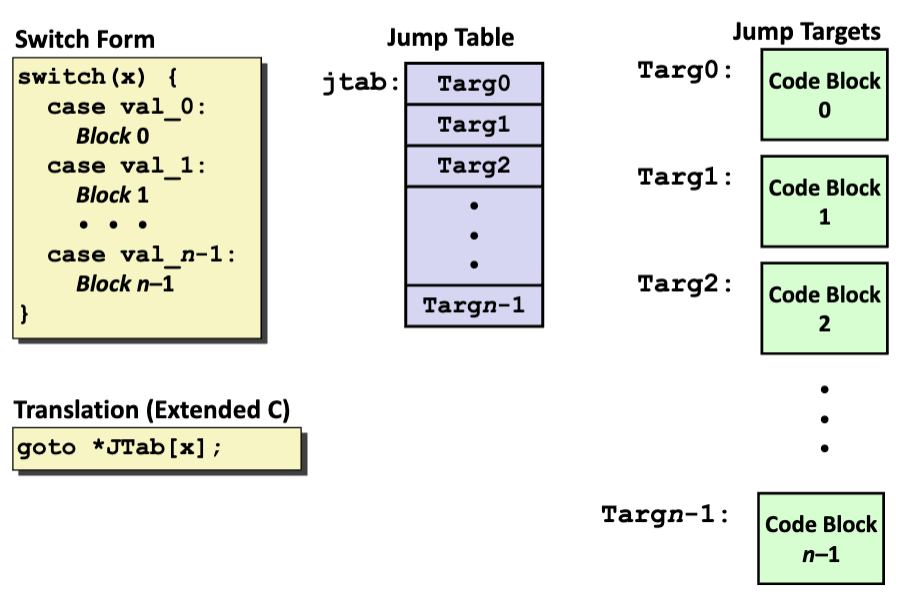 Switch Form
switch(x) {
case val_0:
Block 0
case val_1:
Block 1
• • •
case val_n-1:
Block n–1
}
Translation (Extended C)
goto *JTab[x];
Jump Table
jtab:
Targ0
Targ1
Targ2
•
•
•
Targn-1
Jump Targets
Targ0:
Code Block
0
Targ1:
Code Block
1
Targ2:
Code Block
2
•
•
•
Targn-1:
Code Block
n–1